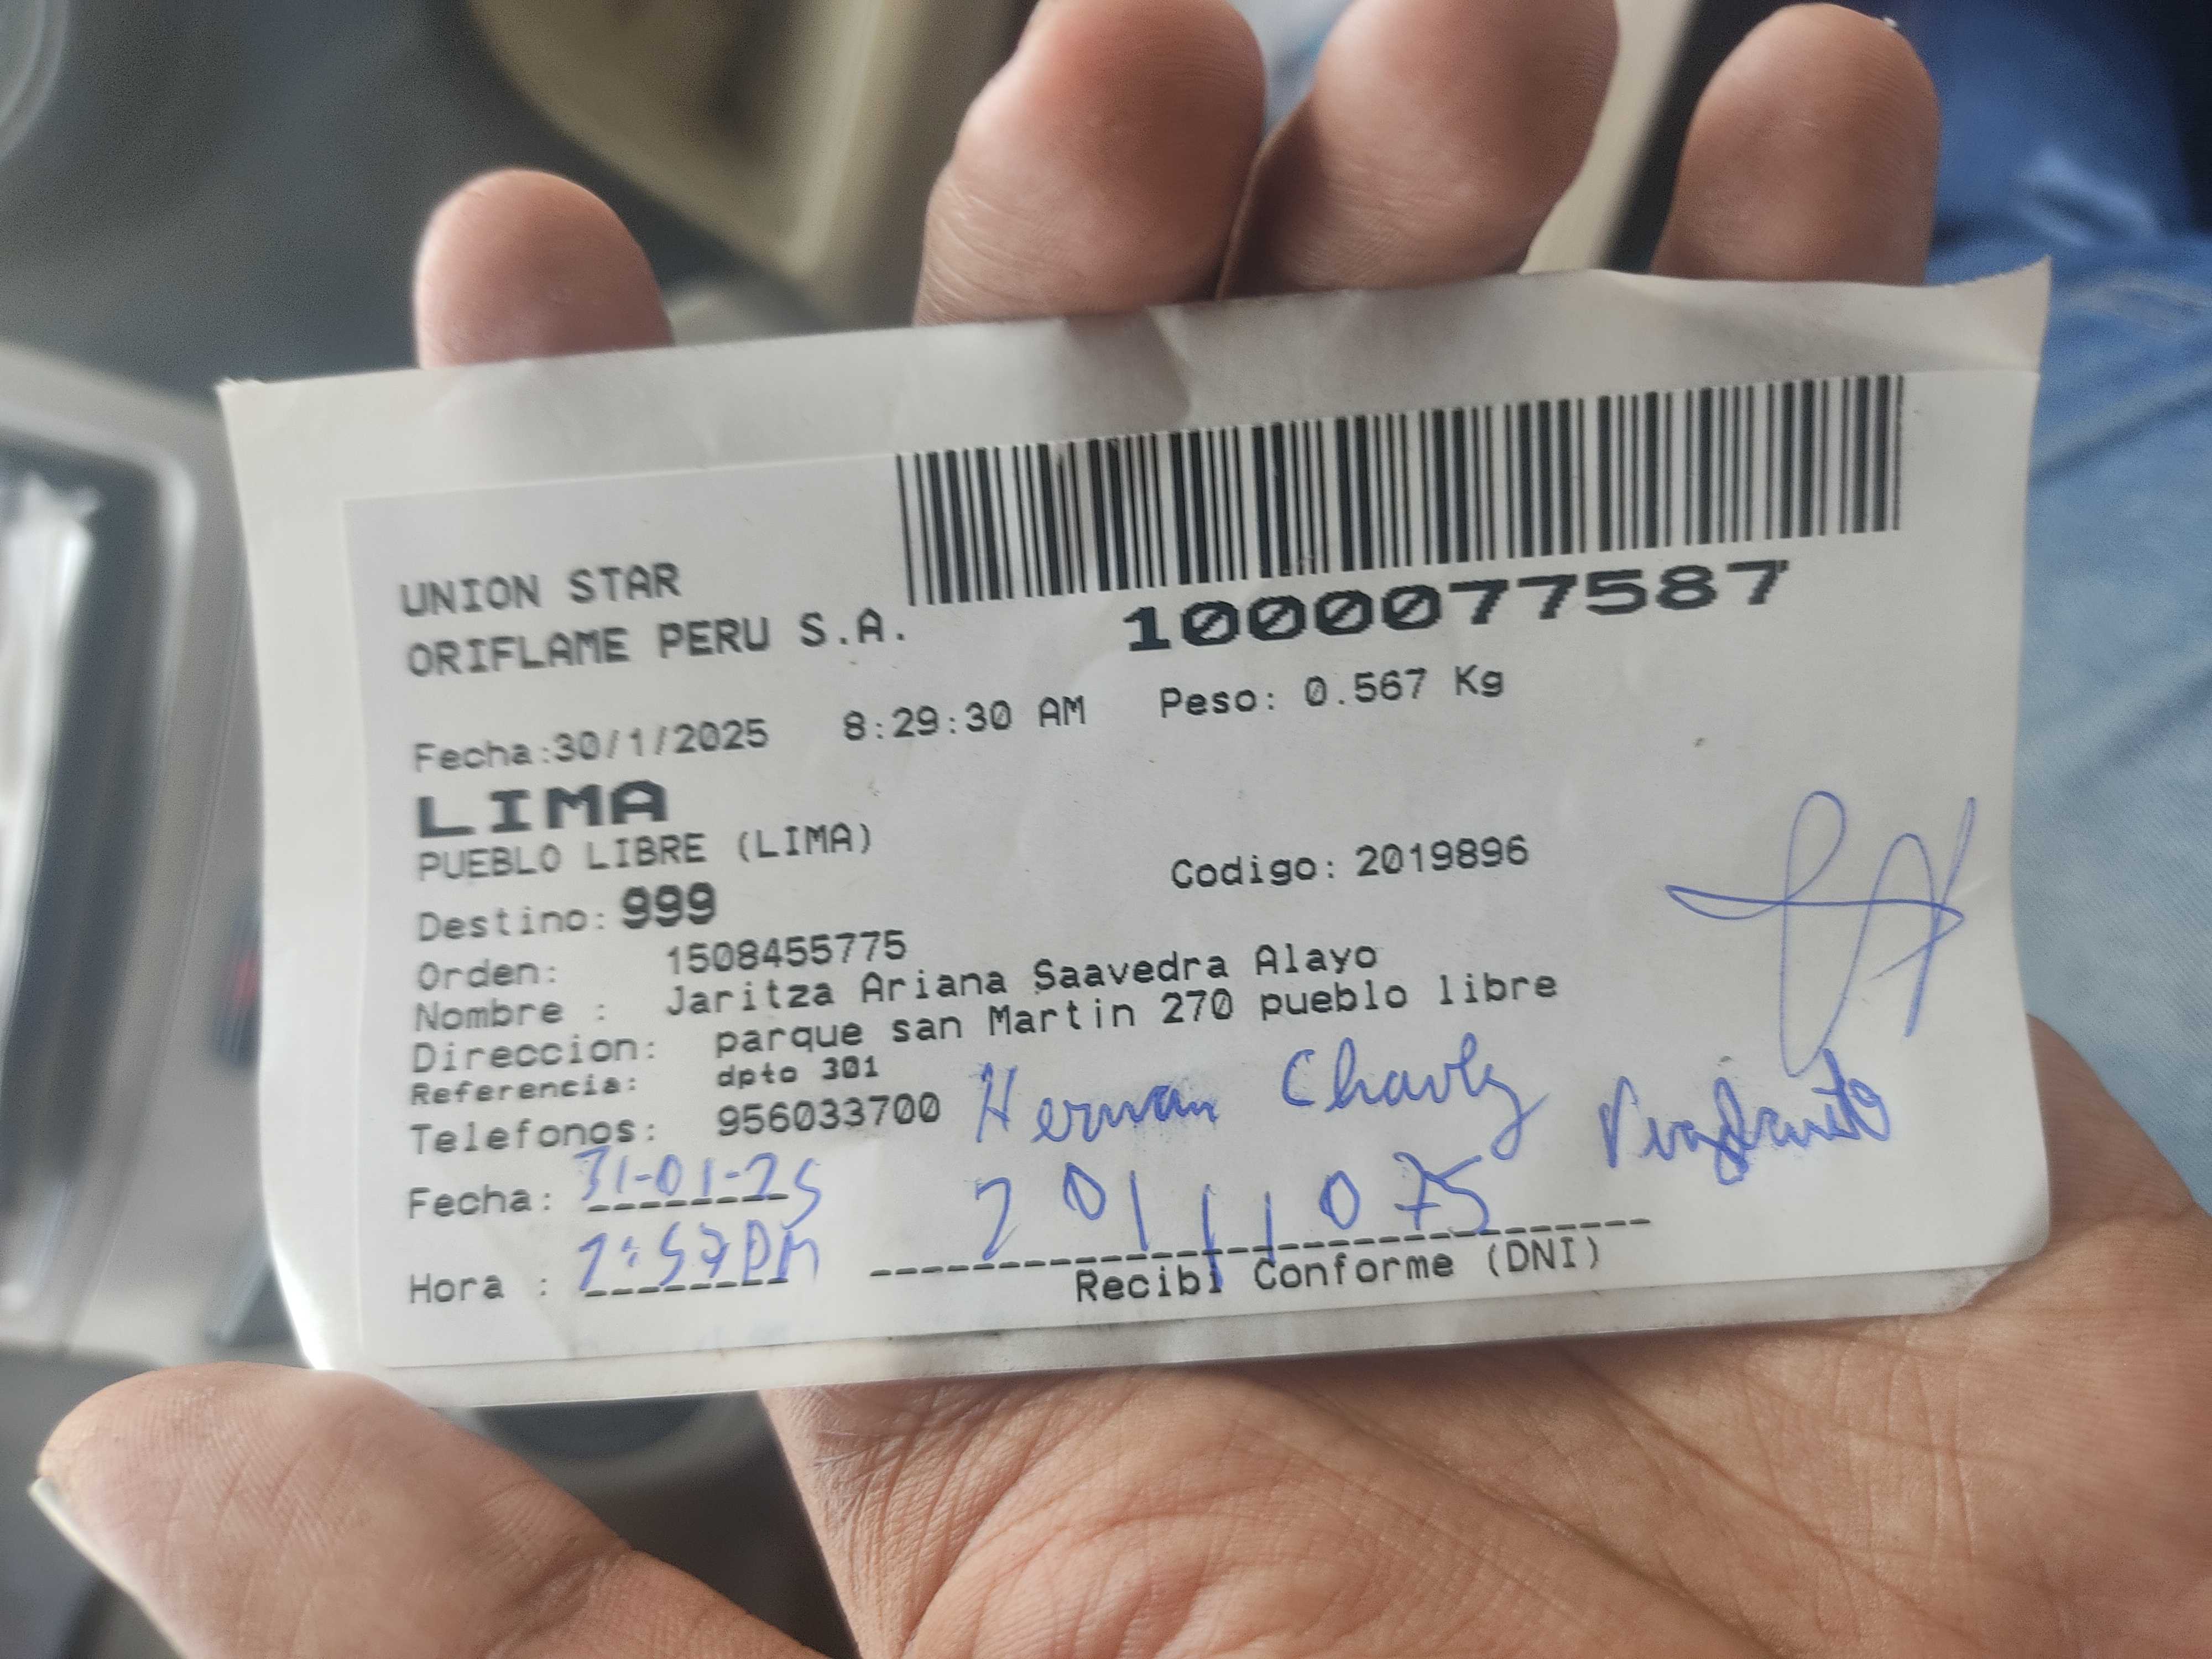 UNION STAR
ORIFLAME PERU S.A.
1000077587
Fecha:30/1/2025 8:29:30 AM Peso: 0.567 Kg
LIMA
PUEBLO LIBRE (LIMA)
Destino: 999 Codigo: 2019896
Orden: 1508455775
Nombre : Jaritza Ariana Saavedra Alayo
Direccion: parque san Martin 270 pueblo libre
Referencia: dpto 301
Telefonos: 956033700 Hernan
Fecha: 31-01-25
Hora :
Recibi Conforme (DNI)